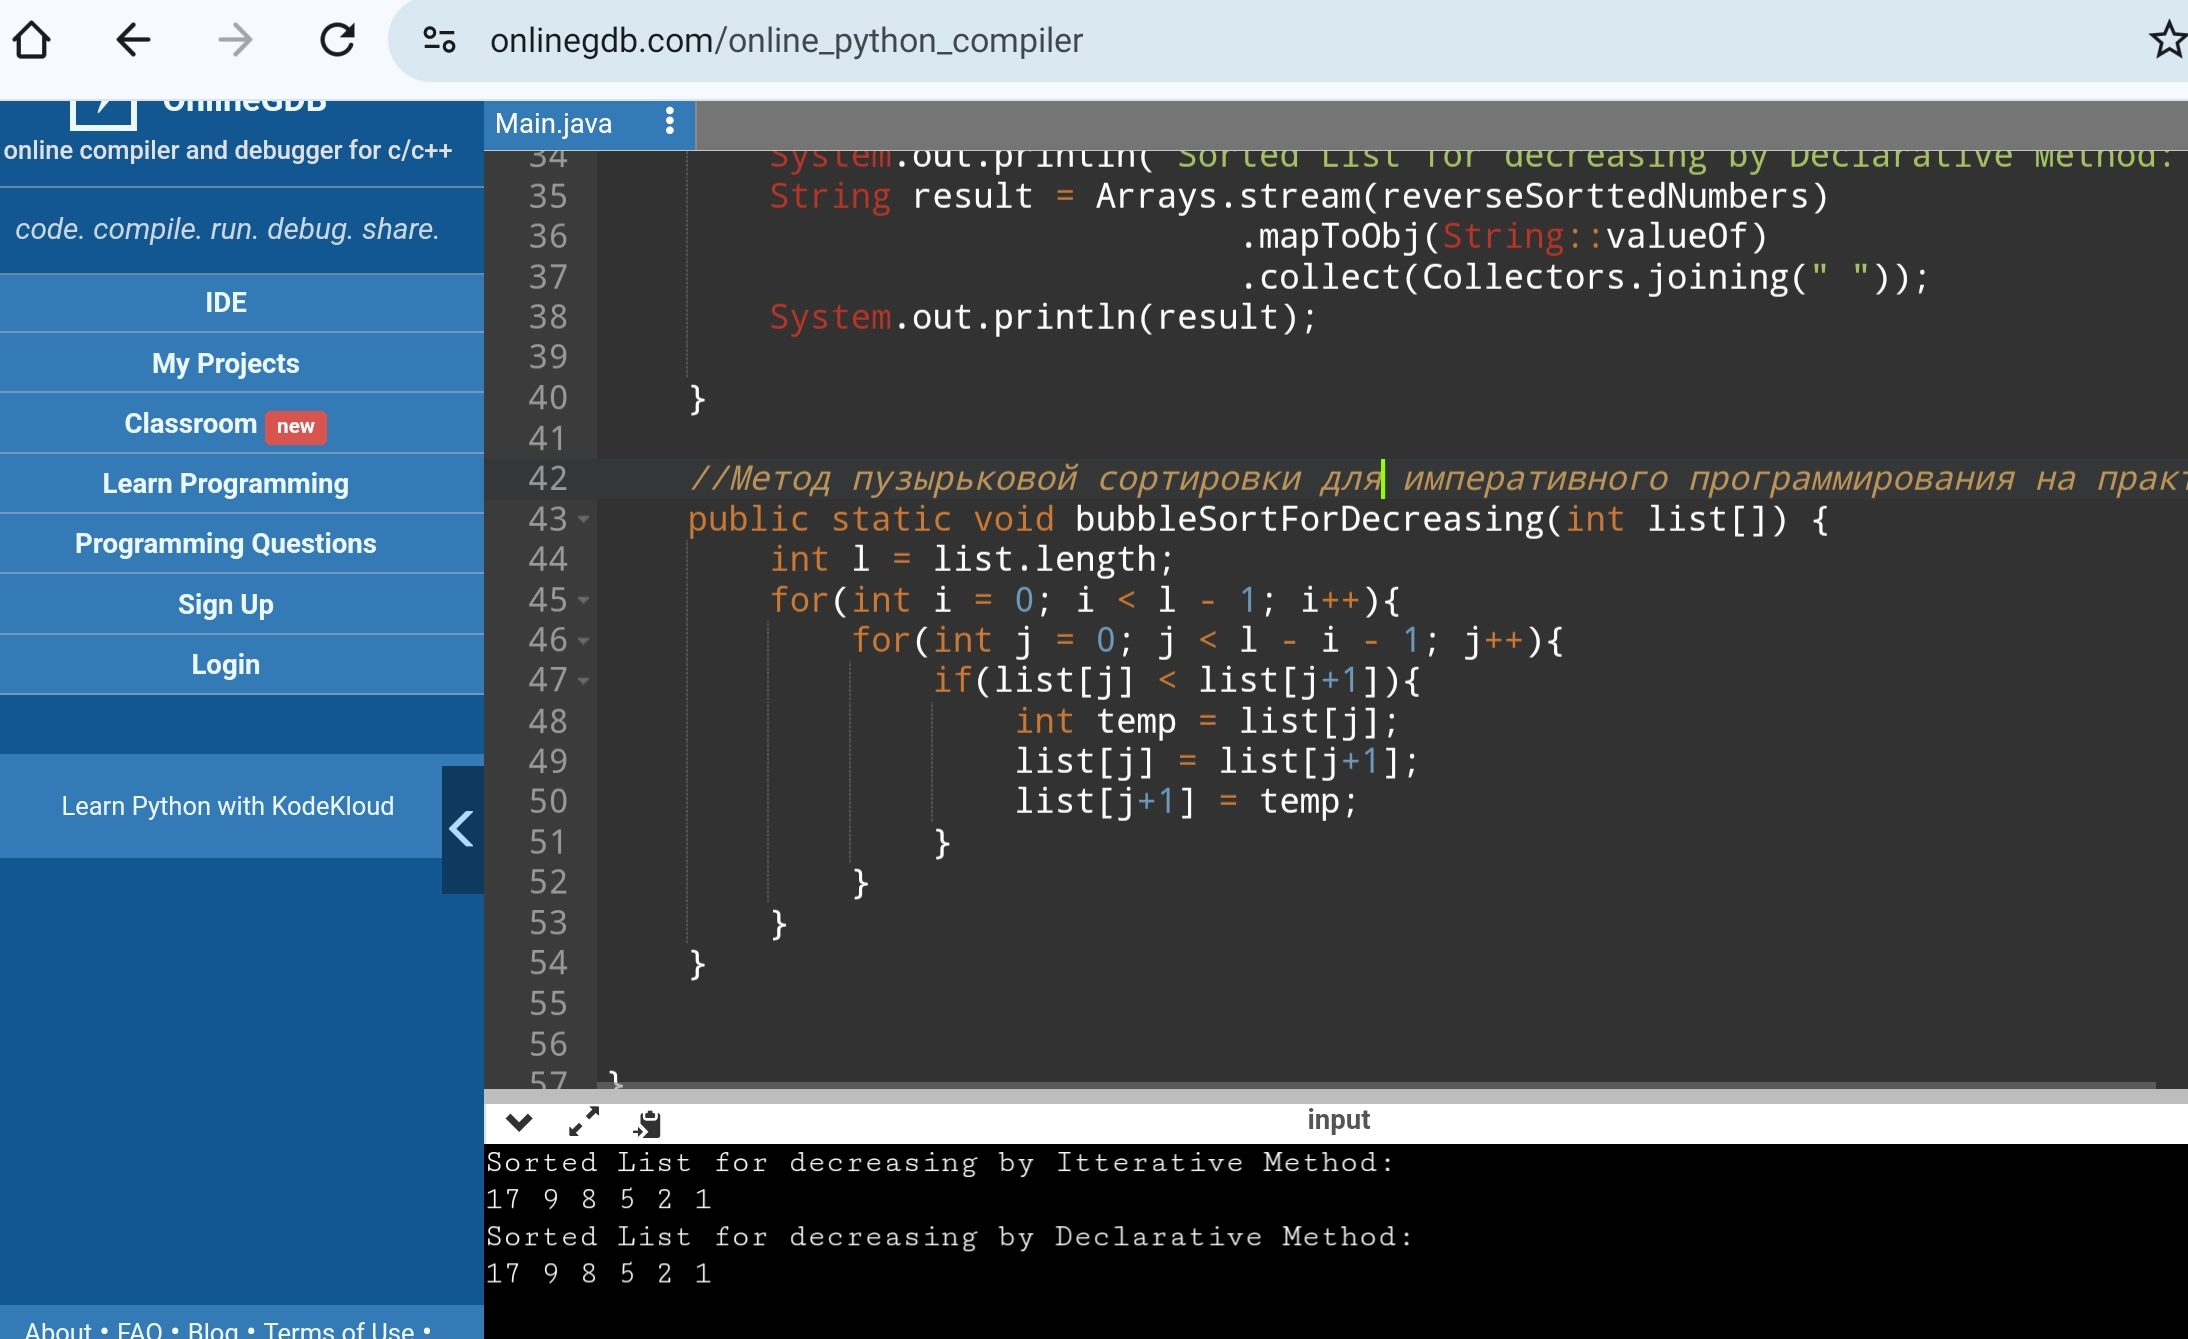 onlinegdb.com/online_python_compiler
OnlineGDB
online compiler and debugger for c/c++
code. compile. run. debug. share.
IDE
My Projects
Classroom new
Learn Programming
Programming Questions
Sign Up
Login
Learn Python with KodeKloud
About • FAQ • Blog • Terms of Use •
Main.java
34 System.out.println("Sorted List for decreasing by Declarative Method:
35 String result = Arrays.stream(reverseSorttedNumbers)
36 .mapToObj(String::valueOf)
37 .collect(Collectors.joining(" "));
38 System.out.println(result);
39
40 }
41
42 //Метод пузырьковой сортировки для императивного программирования на
43 public static void bubbleSortForDecreasing(int list[]) {
44 int l = list.length;
45 for(int i = 0; i < l - 1; i++){
46 for(int j = 0; j < l - i - 1; j++){
47 if(list[j] < list[j+1]){
48 int temp = list[j];
49 list[j] = list[j+1];
50 list[j+1] = temp;
51 }
52 }
53 }
54 }
55
56
57 }
input
Sorted List for decreasing by Itterative Method:
17 9 8 5 2 1
Sorted List for decreasing by Declarative Method:
17 9 8 5 2 1